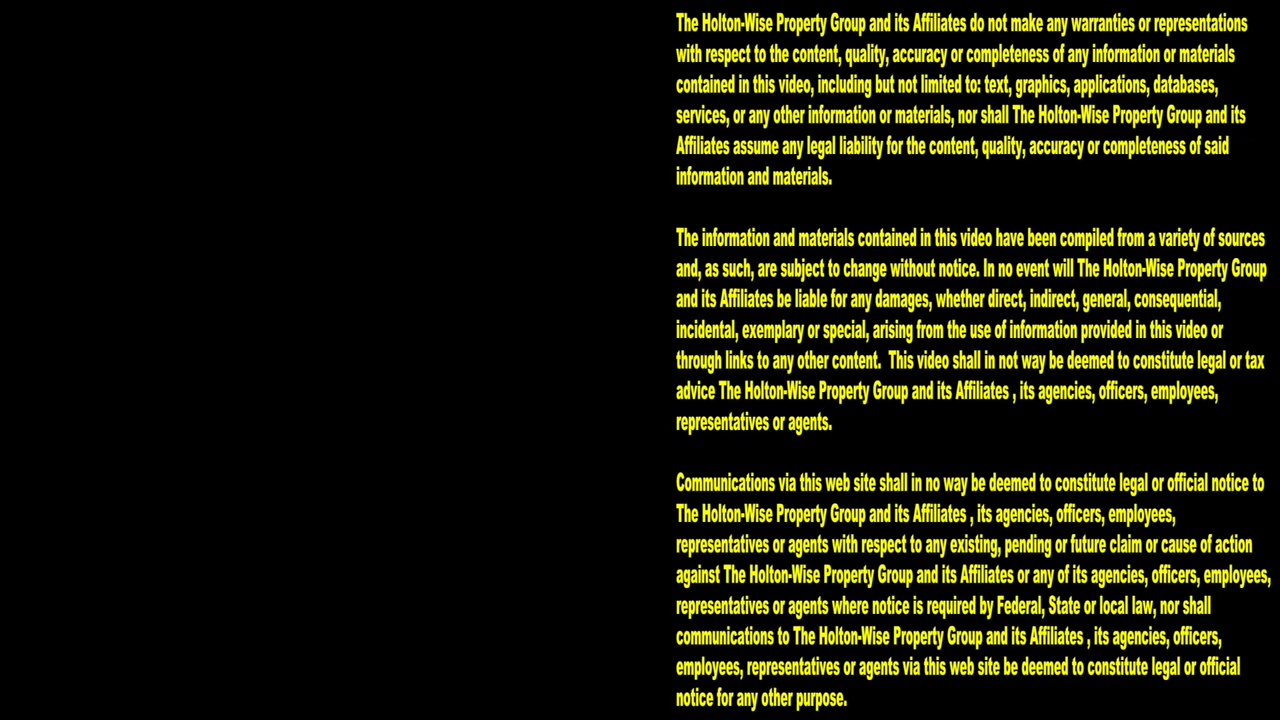 The Holton-Wise Property Group and its Affiliates do not make any warranties or representations
with respect to the content, quality, accuracy or completeness of any information or materials
contained in this video, including but not limited to: text, graphics, applications, databases,
services, or any other information or materials, nor shall The Holton-Wise Property Group and its
Affiliates assume any legal liability for the content, quality, accuracy or completeness of said
information and materials.
The information and materials contained in this video have been compiled from a variety of sources
and, as such, are subject to change without notice. In no event will The Holton-Wise Property Group
and its Affiliates be liable for any damages, whether direct, indirect, general, consequential,
incidental, exemplary or special, arising from the use of information provided in this video or
through links to any other content.  This video shall in not way be deemed to constitute legal or tax
advice The Holton-Wise Property Group and its Affiliates , its agencies, officers, employees,
representatives or agents.
Communications via this web site shall in no way be deemed to constitute legal or official notice to
The Holton-Wise Property Group and its Affiliates , its agencies, officers, employees,
representatives or agents with respect to any existing, pending or future claim or cause of action
against The Holton-Wise Property Group and its Affiliates or any of its agencies, officers, employees,
representatives or agents where notice is required by Federal, State or local law, nor shall
communications to The Holton-Wise Property Group and its Affiliates , its agencies, officers,
employees, representatives or agents via this web site be deemed to constitute legal or official
notice for any other purpose.